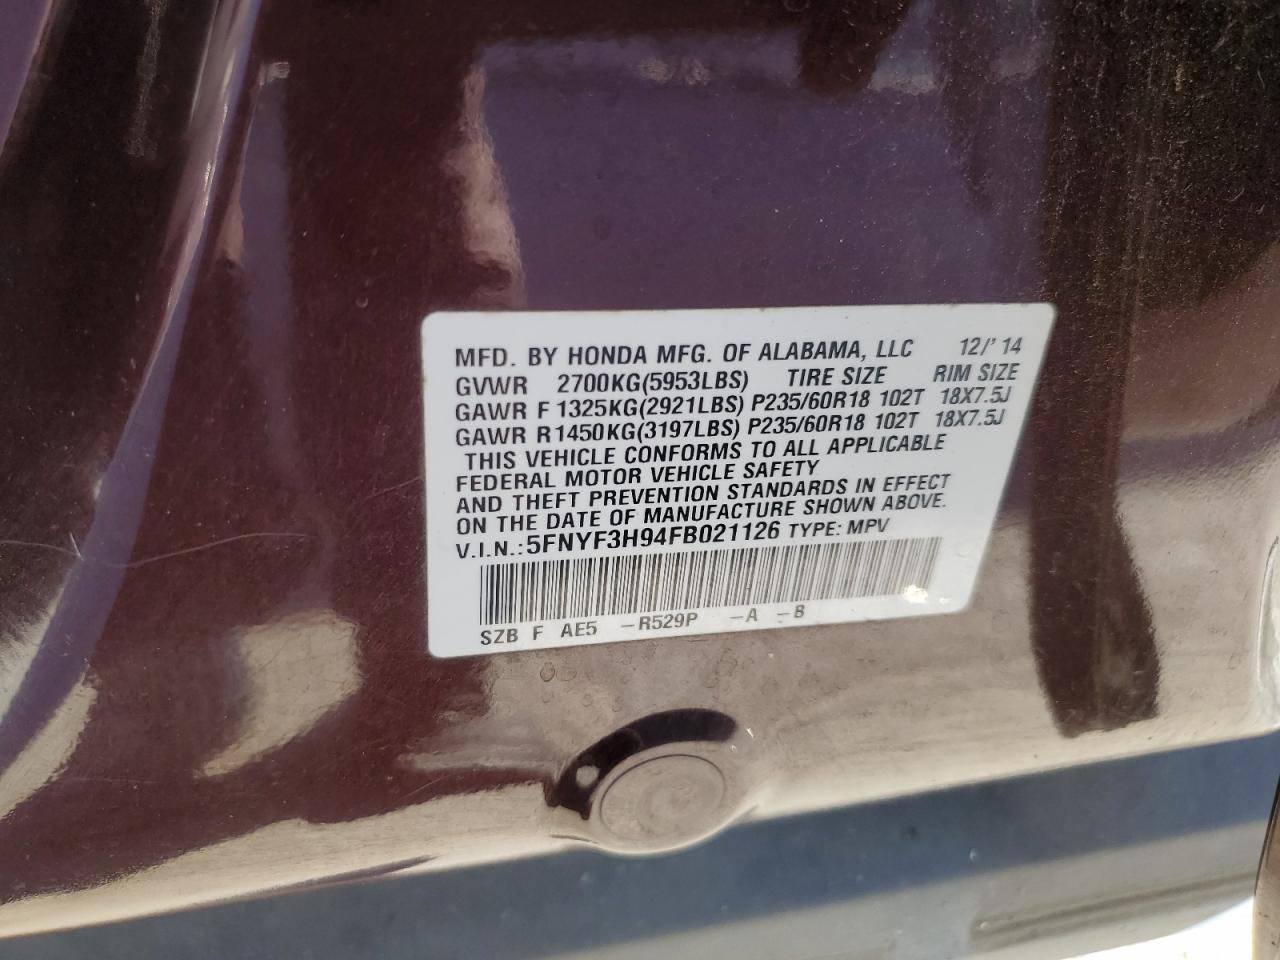 MFD. BY HONDA MFG. OF ALABAMA, LLC 12/'14
GVWR 2700KG(5953LBS) TIRE SIZE RIM SIZE
GAWR F 1325KG(2921LBS) P235/60R18 102T 18X7.5J
GAWR R 1450KG(3197LBS) P235/60R18 102T 18X7.5J
THIS VEHICLE CONFORMS TO ALL APPLICABLE
FEDERAL MOTOR VEHICLE SAFETY
AND THEFT PREVENTION STANDARDS IN EFFECT
ON THE DATE OF MANUFACTURE SHOWN ABOVE.
V.I.N.: 5FNYF3H94FB021126 TYPE: MPV
SZB F AE5 -R529P -A -B